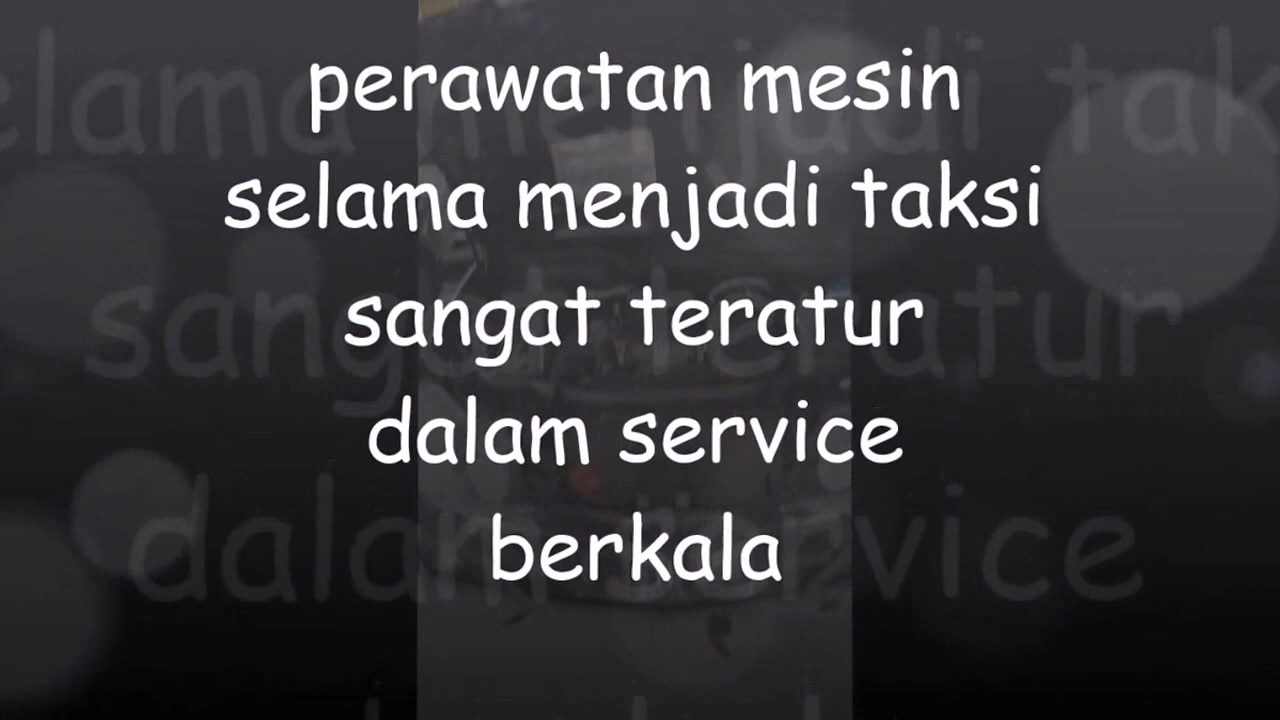 perawatan mesin
selama menjadi taksi
sangat teratur
dalam service
berkala